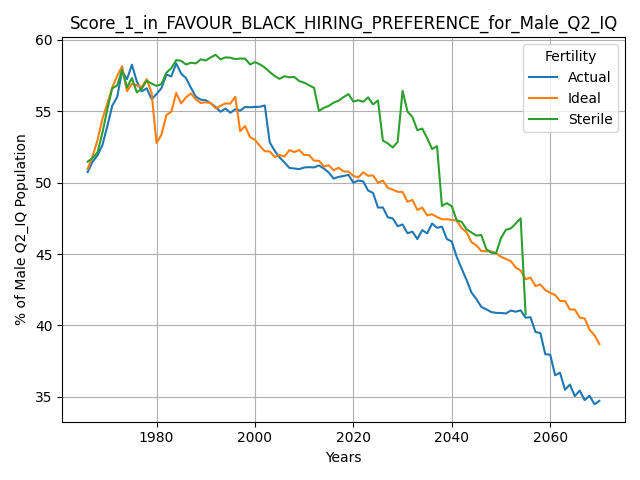 Score_1_in_FAVOUR_BLACK_HIRING_PREFERENCE_for_Male_Q2_IQ
60
55
50
45
40
35
% of Male Q2_IQ Population
Fertility
Actual
Ideal
Sterile
1980 2000 2020 2040 2060
Years